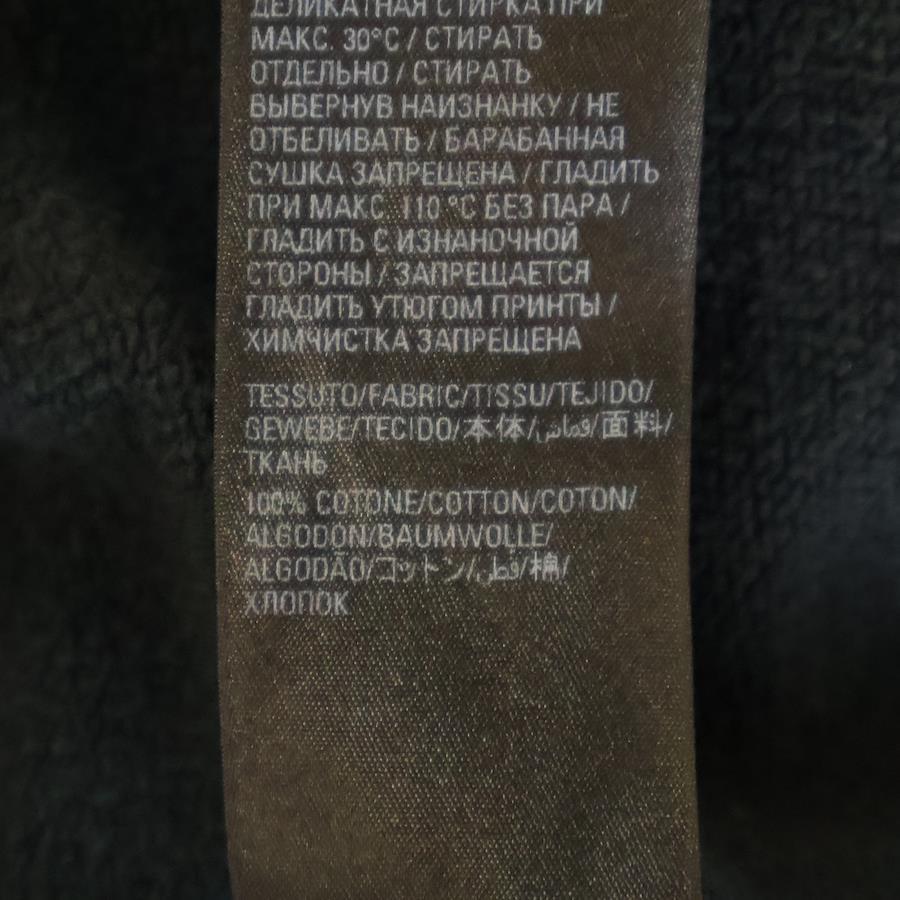 ДЕЛИКАТНАЯ СТИРКА ПРИ
МАКС. 30°C / СТИРАТЬ
ОТДЕЛЬНО / СТИРАТЬ
ВЫВЕРНУВ НАИЗНАНКУ / НЕ
ОТБЕЛИВАТЬ / БАРАБАННАЯ
СУШКА ЗАПРЕЩЕНА / ГЛАДИТЬ
ПРИ МАКС. 110 °C БЕЗ ПАРА /
ГЛАДИТЬ С ИЗНАНОЧНОЙ
СТОРОНЫ / ЗАПРЕЩАЕТСЯ
ГЛАДИТЬ УТЮГОМ ПРИНТЫ /
ХИМЧИСТКА ЗАПРЕЩЕНА
TESSUTO/FABRIC/TISSU/TEJIDO/
GEWEBE/TECIDO/本体/قماش/面料/
ТКАНЬ
100% COTONE/COTTON/COTON/
ALGODON/BAUMWOLLE/
ALGODÃO/コットン/قطن/棉/
ХЛОПОК